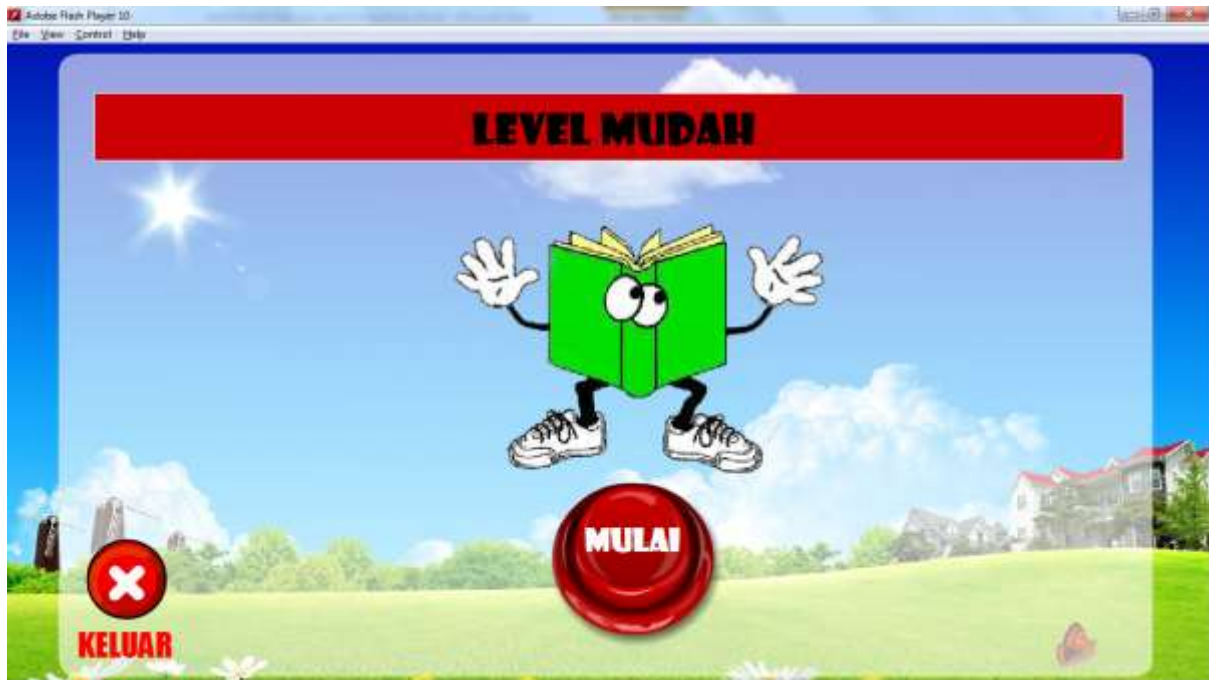 Adobe Flash Player 10
File View Control Help
LEVEL MUDAH
MULAI
KELUAR